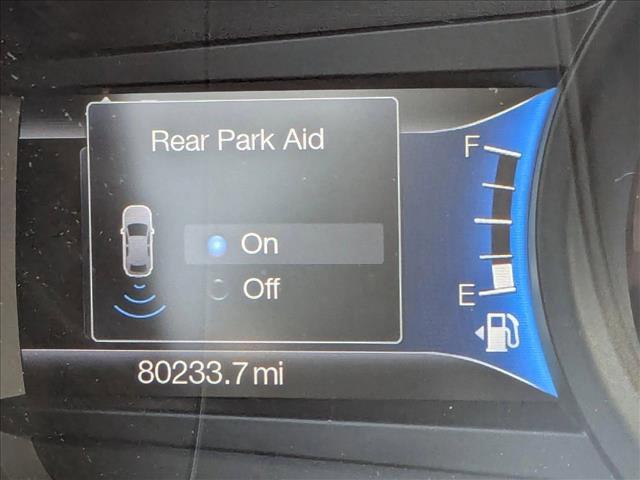 Rear Park Aid
On
Off
F
E
80233.7 mi